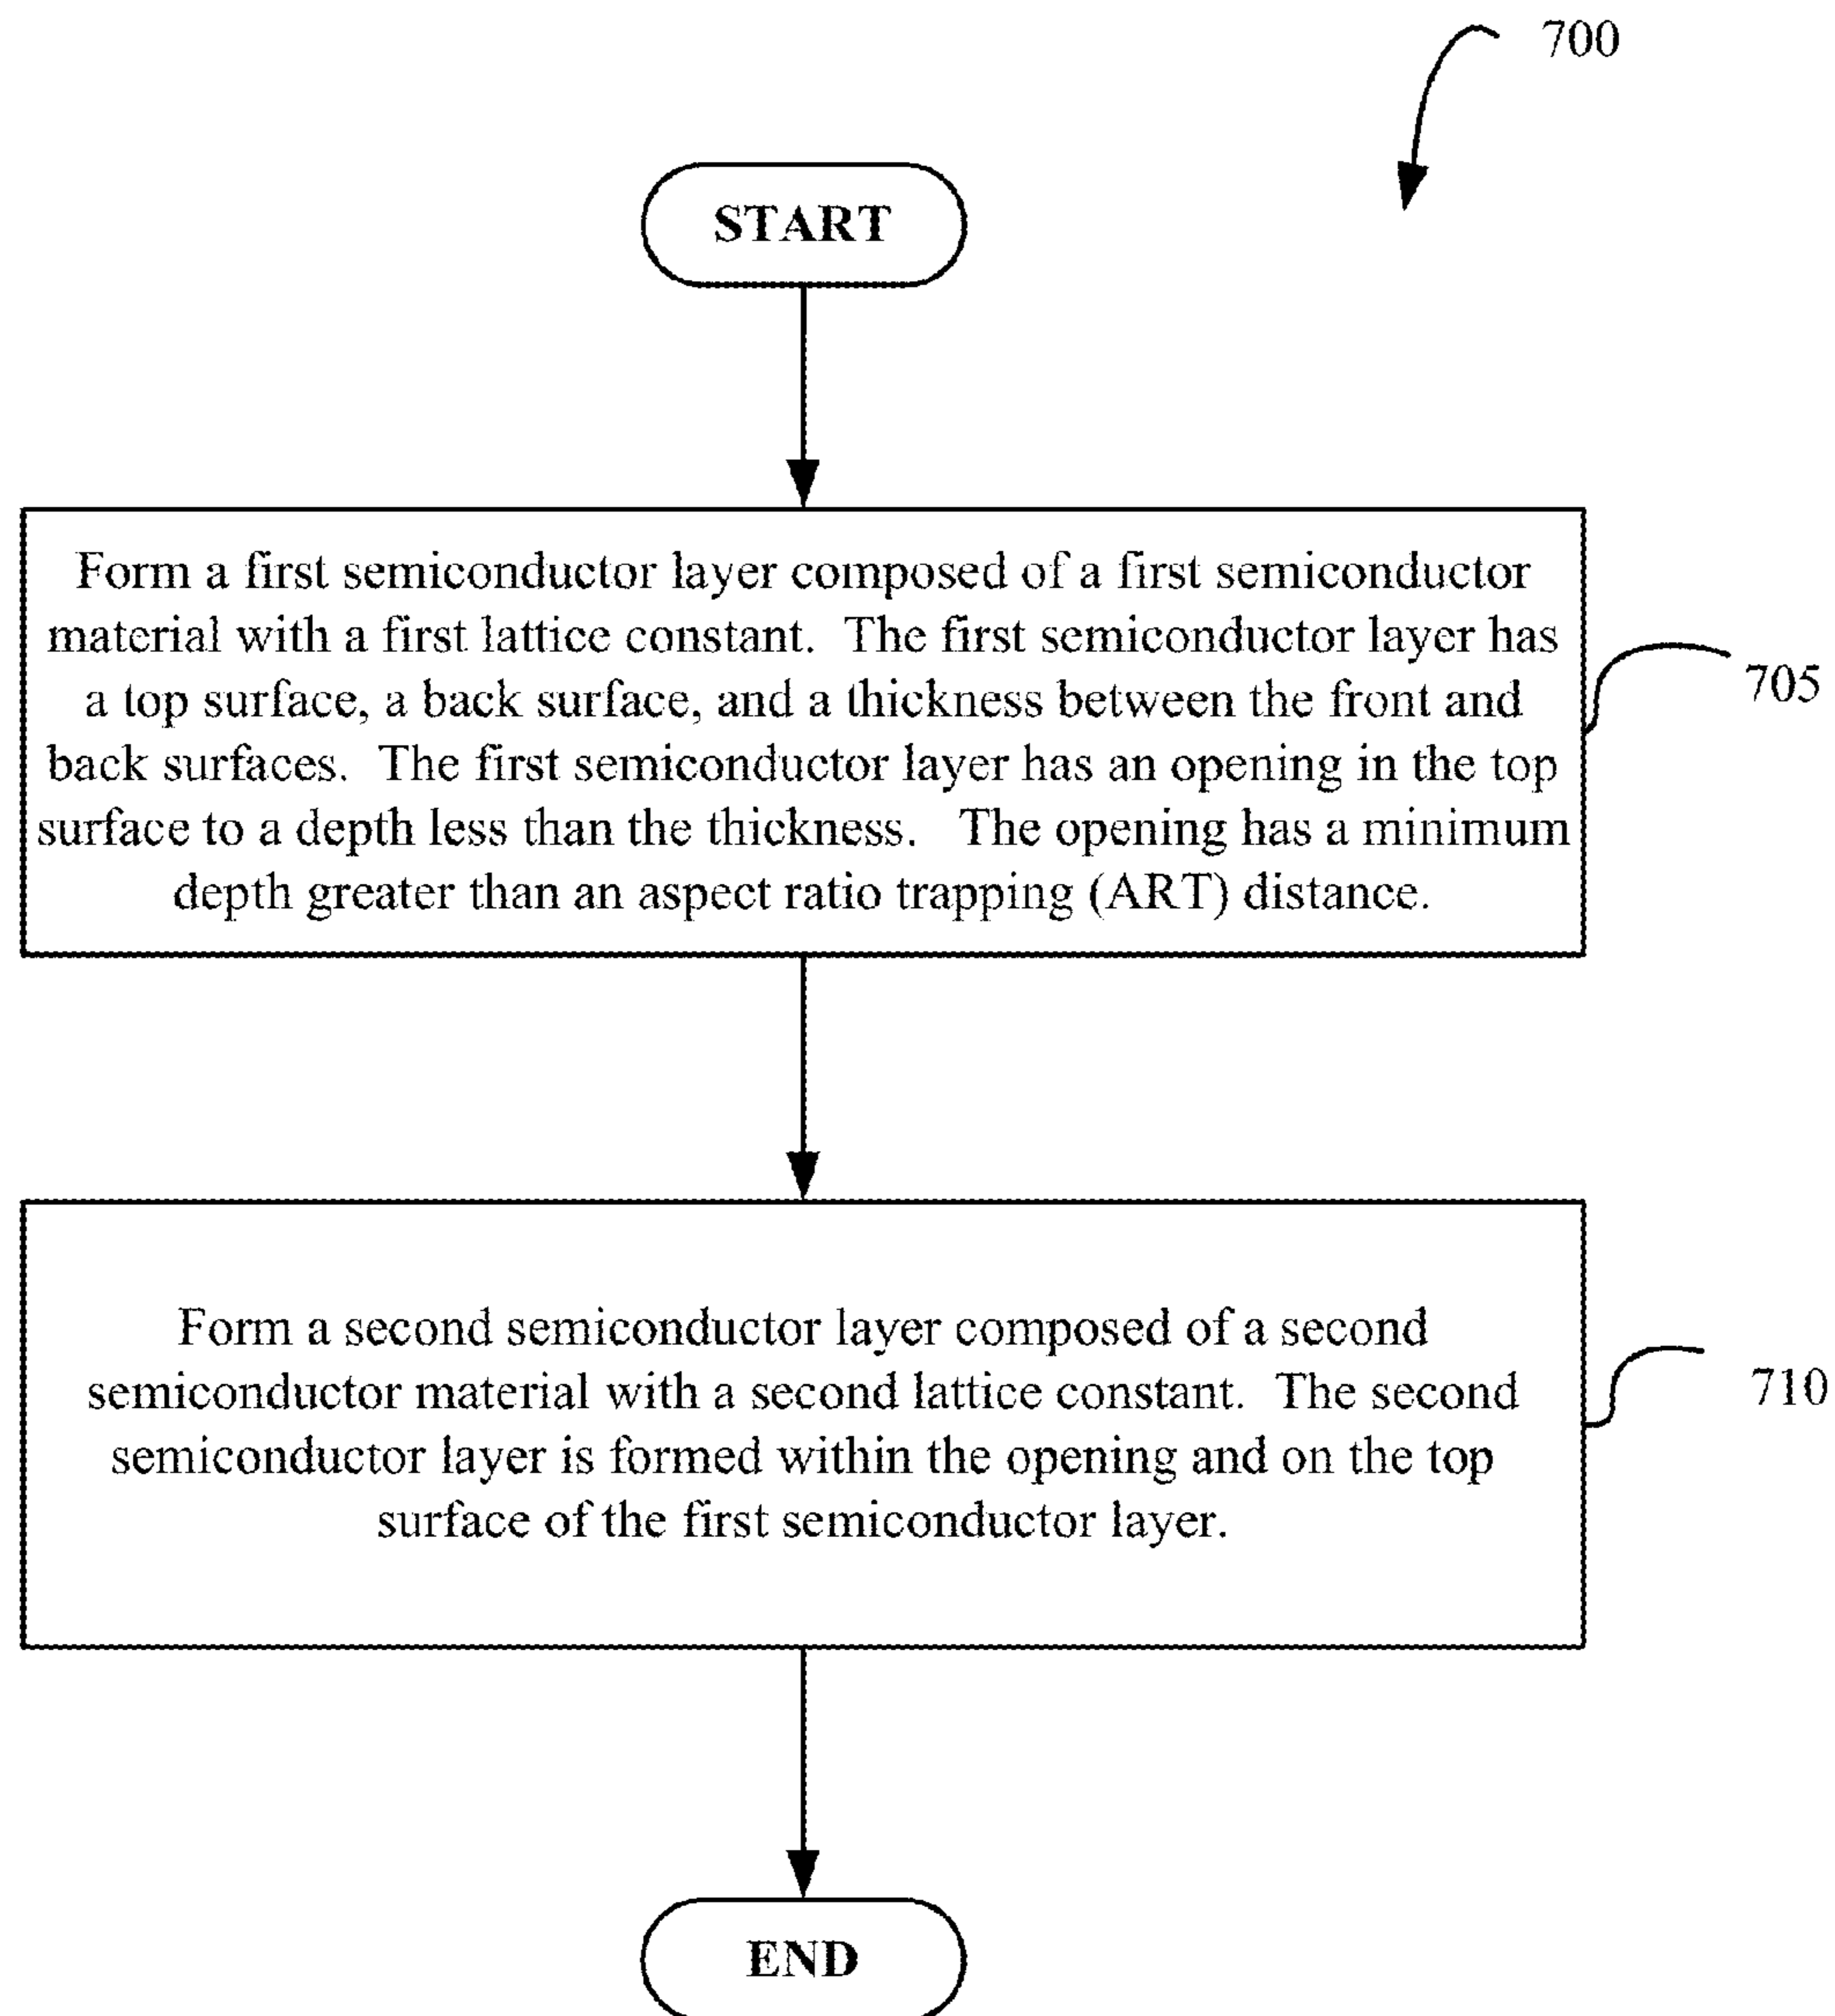 700
START
Form a first semiconductor layer composed of a first semiconductor
material with a first lattice constant.  The first semiconductor layer has
a top surface, a back surface, and a thickness between the front and
back surfaces.  The first semiconductor layer has an opening in the top
surface to a depth less than the thickness.   The opening has a minimum
depth greater than an aspect ratio trapping (ART) distance.
705
Form a second semiconductor layer composed of a second
semiconductor material with a second lattice constant.  The second
semiconductor layer is formed within the opening and on the top
surface of the first semiconductor layer.
710
END